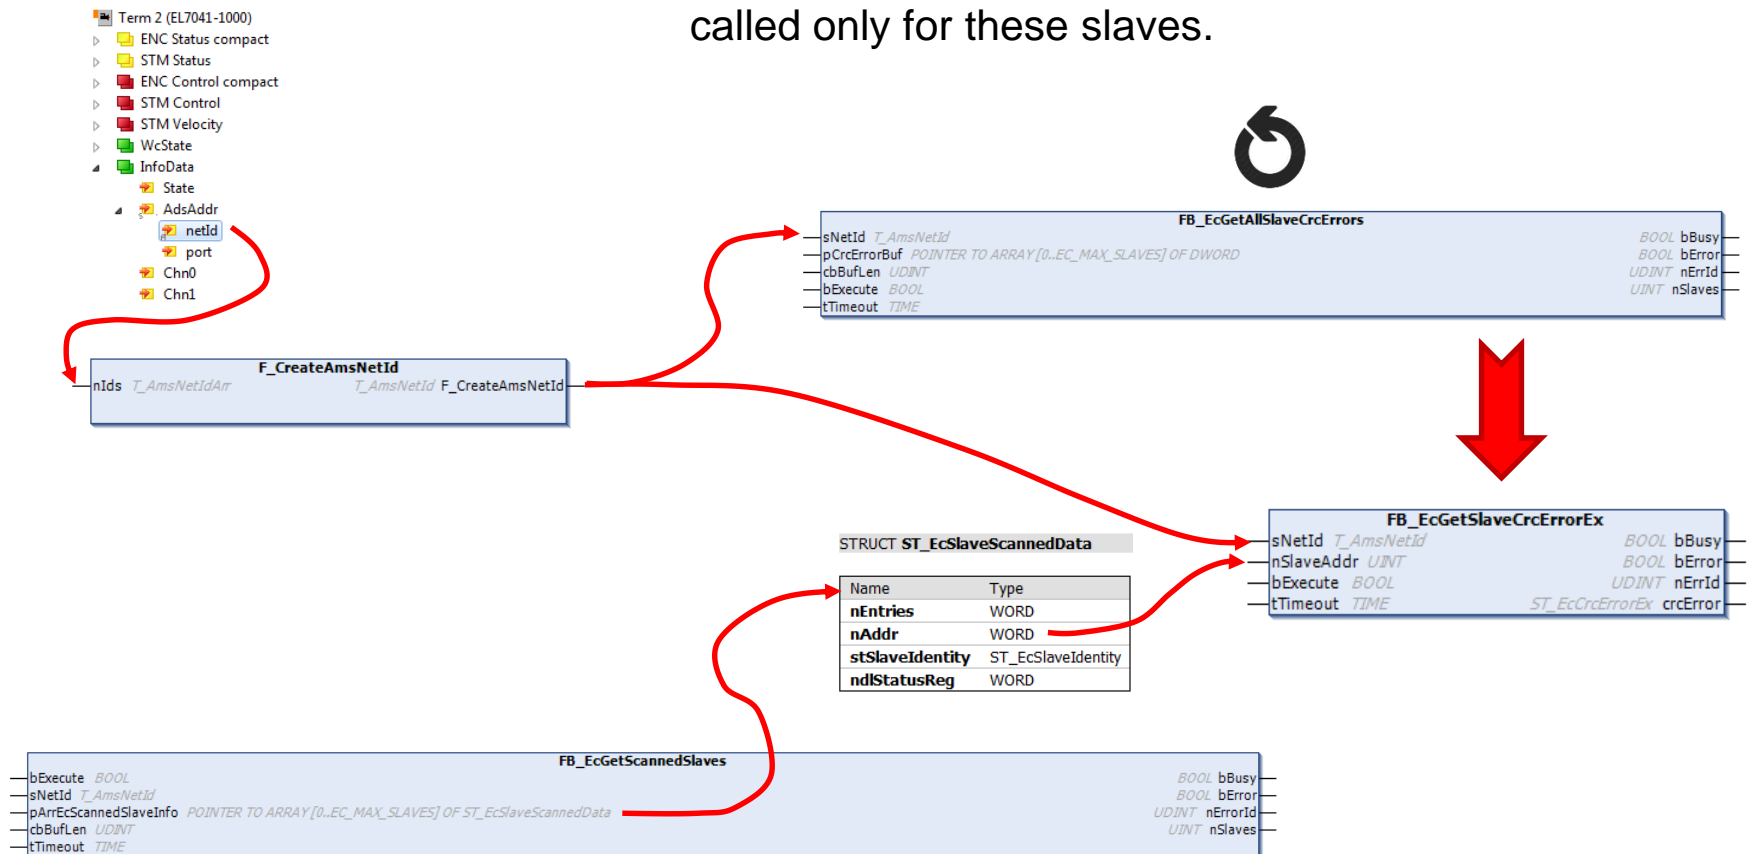 called only for these slaves.
Term 2 (EL7041-1000)
ENC Status compact
STM Status
ENC Control compact
STM Control
STM Velocity
WcState
InfoData
State
AdsAddr
netId
port
Chn0
Chn1
FB_EcGetAllSlaveCrcErrors
sNetId T_AmsNetId BOOL bBusy
pCrcErrorBuf POINTER TO ARRAY [0..EC_MAX_SLAVES] OF DWORD BOOL bError
cbBufLen UDINT UDINT nErrId
bExecute BOOL UINT nSlaves
tTimeout TIME
F_CreateAmsNetId
nIds T_AmsNetIdArr T_AmsNetId F_CreateAmsNetId
FB_EcGetSlaveCrcErrorEx
sNetId T_AmsNetId BOOL bBusy
nSlaveAddr UINT BOOL bError
bExecute BOOL UDINT nErrId
tTimeout TIME ST_EcCrcErrorEx crcError
STRUCT ST_EcSlaveScannedData
Name Type
nEntries WORD
nAddr WORD
stSlaveIdentity ST_EcSlaveIdentity
ndlStatusReg WORD
FB_EcGetScannedSlaves
bExecute BOOL BOOL bBusy
sNetId T_AmsNetId BOOL bError
pArrEcScannedSlaveInfo POINTER TO ARRAY [0..EC_MAX_SLAVES] OF ST_EcSlaveScannedData UDINT nErrorId
cbBufLen UDINT UINT nSlaves
tTimeout TIME